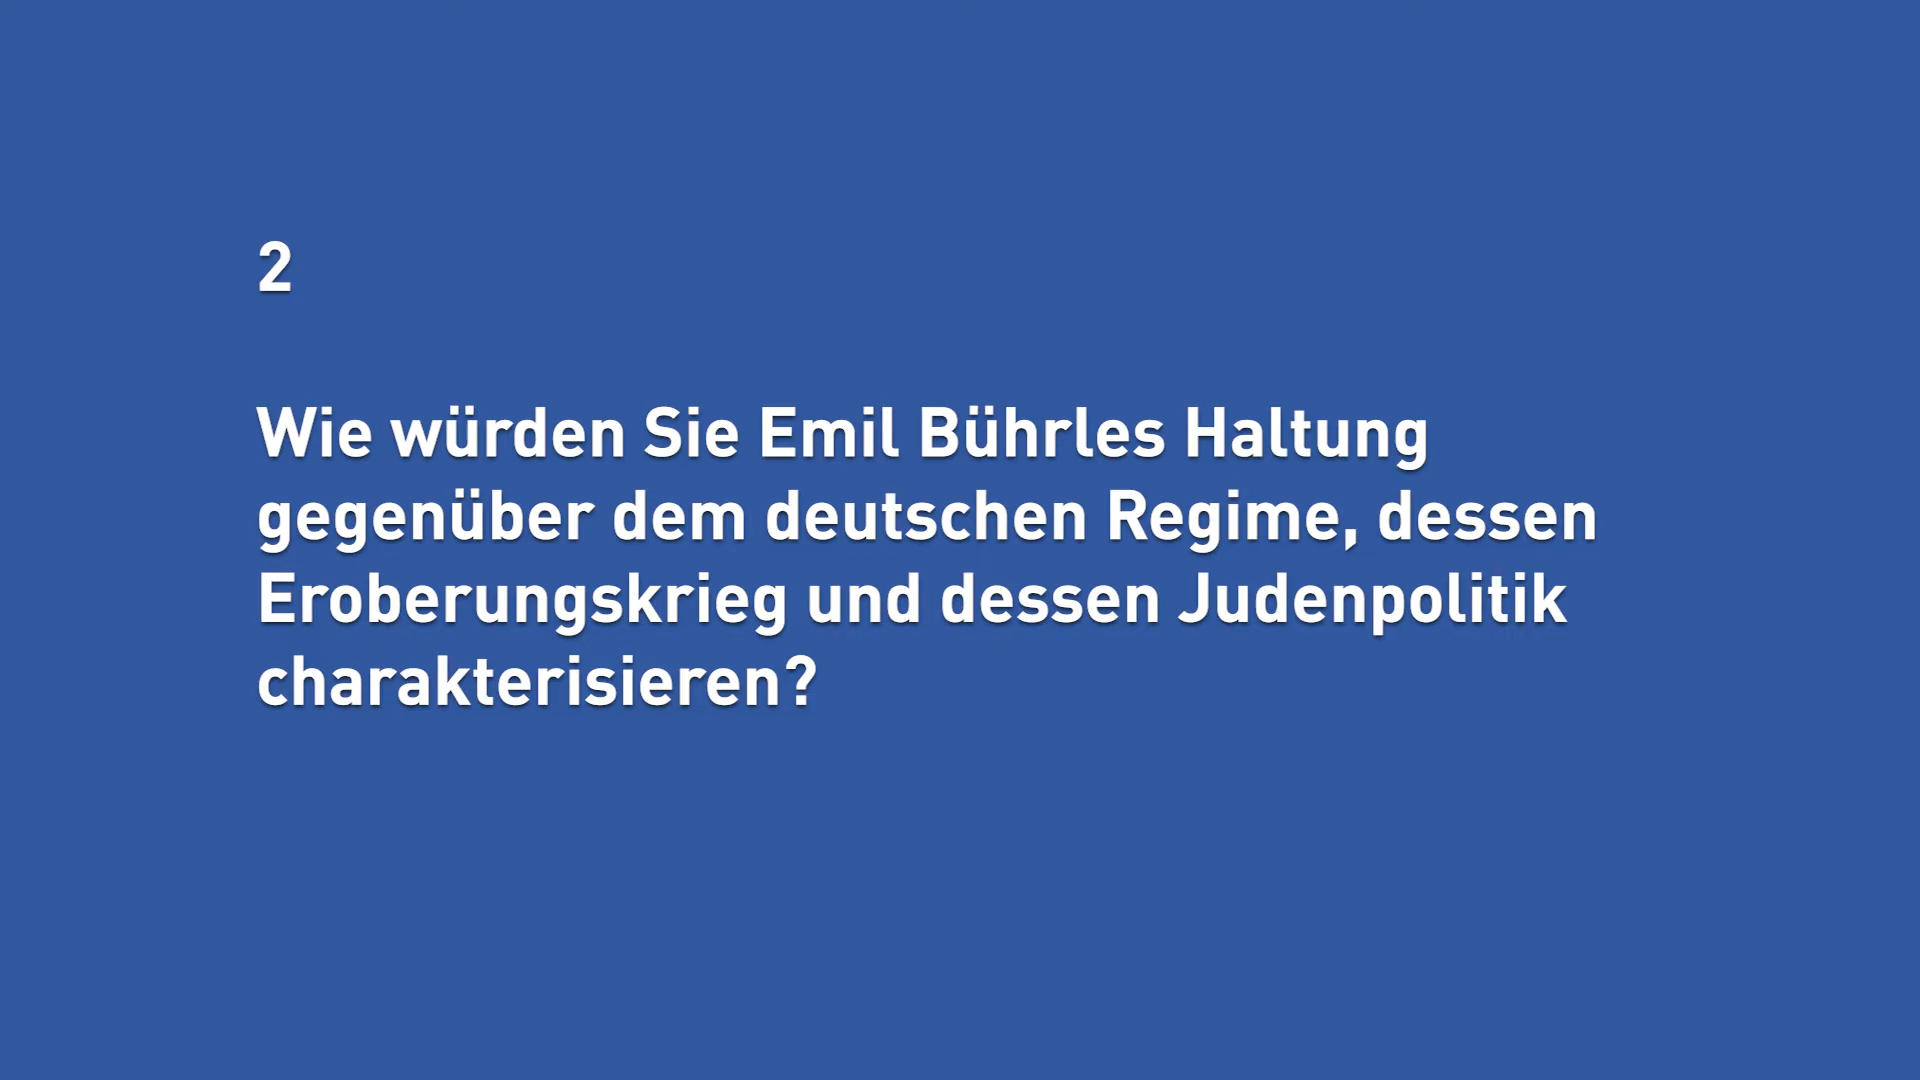 2
Wie würden Sie Emil Bührles Haltung
gegenüber dem deutschen Regime, dessen
Eroberungskrieg und dessen Judenpolitik
charakterisieren?